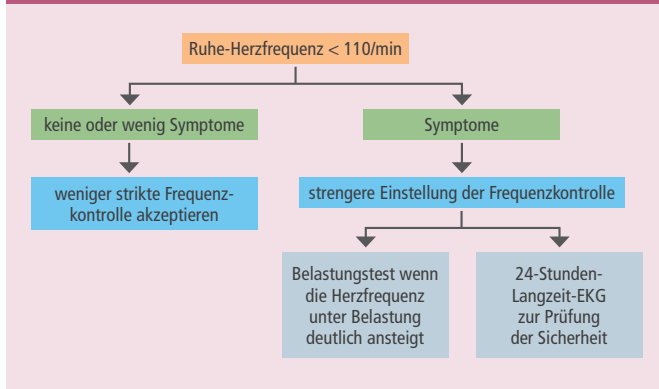 Ruhe-Herzfrequenz < 110/min
keine oder wenig Symptome
Symptome
weniger strikte Frequenz-
kontrolle akzeptieren
strengere Einstellung der Frequenzkontrolle
Belastungstest wenn
die Herzfrequenz
unter Belastung
deutlich ansteigt
24-Stunden-
Langzeit-EKG
zur Prüfung
der Sicherheit